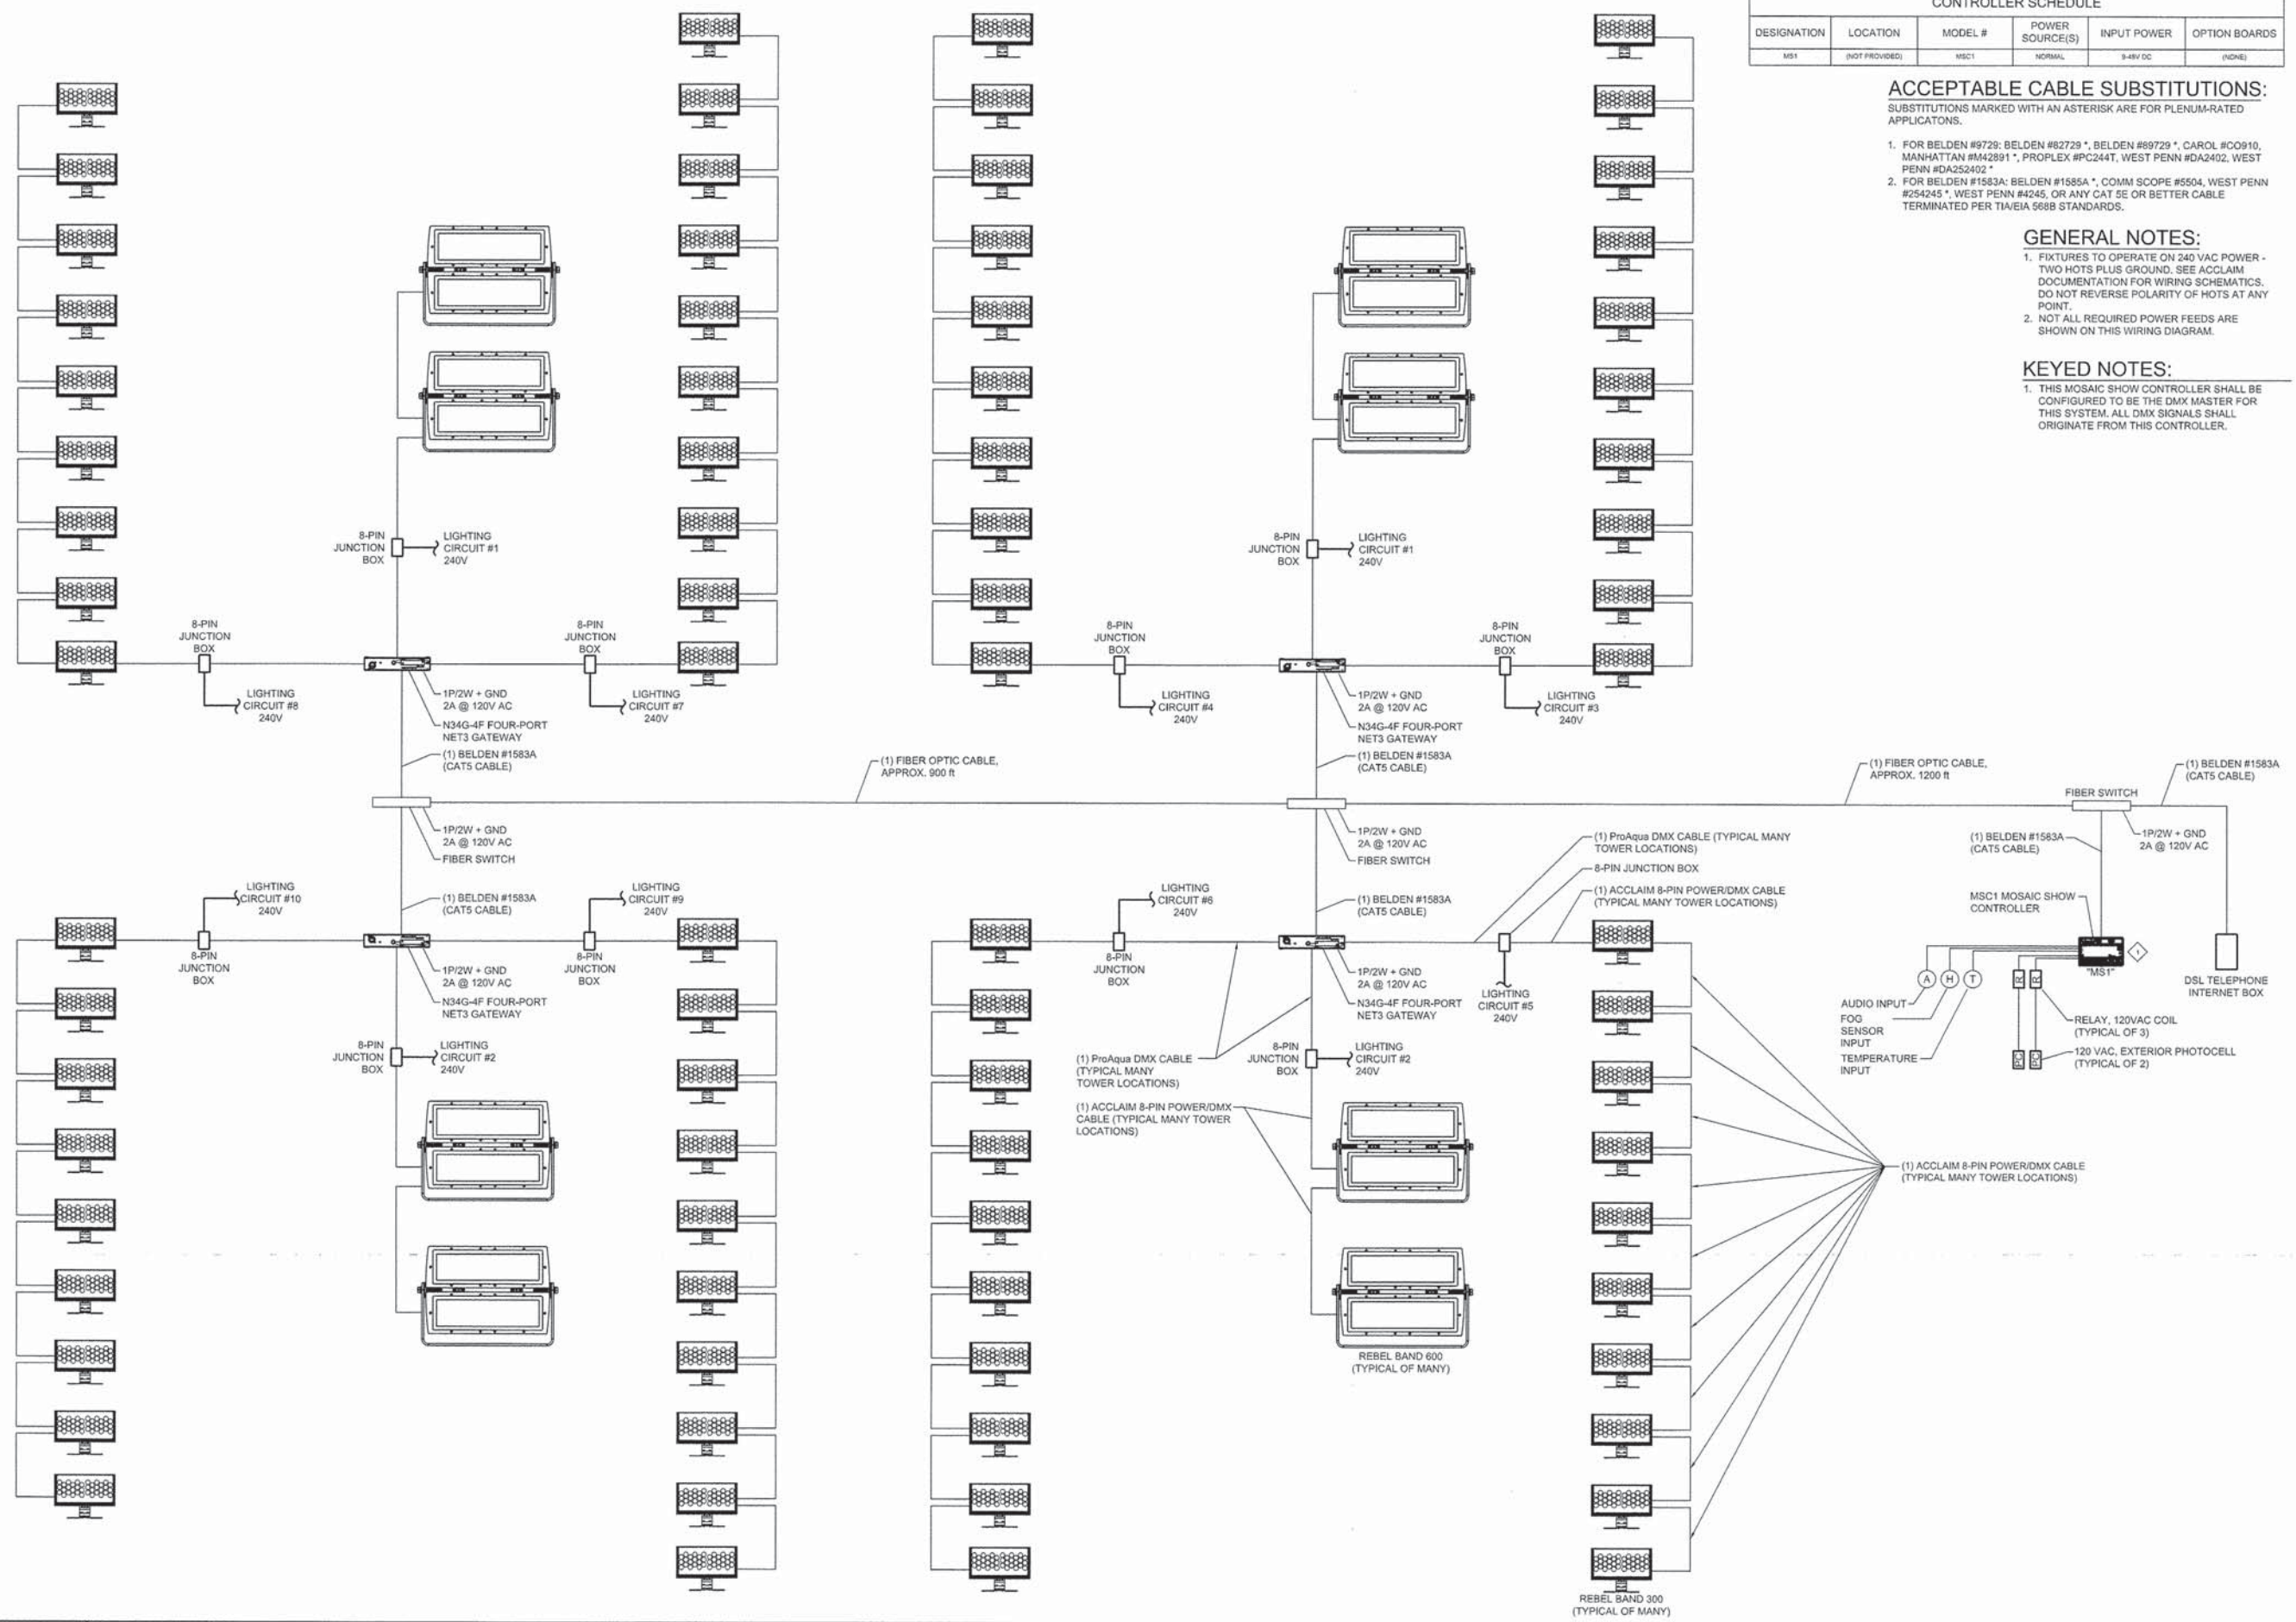 CONTROLLER SCHEDULE
DESIGNATION LOCATION MODEL # POWER SOURCE(S) INPUT POWER OPTION BOARDS
MS1 (NOT PROVIDED) MSC1 NORMAL 9-48V DC (NONE)
ACCEPTABLE CABLE SUBSTITUTIONS:
SUBSTITUTIONS MARKED WITH AN ASTERISK ARE FOR PLENUM-RATED
APPLICATONS.
1. FOR BELDEN #9729: BELDEN #82729 *, BELDEN #89729 *, CAROL #CO910,
MANHATTAN #M42891 *, PROPLEX #PC244T, WEST PENN #DA2402, WEST
PENN #DA252402 *
2. FOR BELDEN #1583A: BELDEN #1585A *, COMM SCOPE #5504, WEST PENN
#254245 *, WEST PENN #4245, OR ANY CAT 5E OR BETTER CABLE
TERMINATED PER TIA/EIA 568B STANDARDS.
GENERAL NOTES:
1. FIXTURES TO OPERATE ON 240 VAC POWER -
TWO HOTS PLUS GROUND. SEE ACCLAIM
DOCUMENTATION FOR WIRING SCHEMATICS.
DO NOT REVERSE POLARITY OF HOTS AT ANY
POINT.
2. NOT ALL REQUIRED POWER FEEDS ARE
SHOWN ON THIS WIRING DIAGRAM.
KEYED NOTES:
1. THIS MOSAIC SHOW CONTROLLER SHALL BE
CONFIGURED TO BE THE DMX MASTER FOR
THIS SYSTEM. ALL DMX SIGNALS SHALL
ORIGINATE FROM THIS CONTROLLER.
8-PIN
JUNCTION
BOX
LIGHTING
CIRCUIT #1
240V
8-PIN
JUNCTION
BOX
LIGHTING
CIRCUIT #1
240V
8-PIN
JUNCTION
BOX
LIGHTING
CIRCUIT #8
240V
8-PIN
JUNCTION
BOX
LIGHTING
CIRCUIT #7
240V
1P/2W + GND
2A @ 120V AC
N34G-4F FOUR-PORT
NET3 GATEWAY
(1) BELDEN #1583A
(CAT5 CABLE)
8-PIN
JUNCTION
BOX
LIGHTING
CIRCUIT #4
240V
8-PIN
JUNCTION
BOX
LIGHTING
CIRCUIT #3
240V
1P/2W + GND
2A @ 120V AC
N34G-4F FOUR-PORT
NET3 GATEWAY
(1) BELDEN #1583A
(CAT5 CABLE)
(1) FIBER OPTIC CABLE,
APPROX. 900 ft
(1) FIBER OPTIC CABLE,
APPROX. 1200 ft
(1) BELDEN #1583A
(CAT5 CABLE)
FIBER SWITCH
1P/2W + GND
2A @ 120V AC
FIBER SWITCH
1P/2W + GND
2A @ 120V AC
FIBER SWITCH
(1) BELDEN #1583A
(CAT5 CABLE)
1P/2W + GND
2A @ 120V AC
MSC1 MOSAIC SHOW
CONTROLLER
"MS1"
1
DSL TELEPHONE
INTERNET BOX
A H T R R
AUDIO INPUT
FOG
SENSOR
INPUT
TEMPERATURE
INPUT
PC PC
RELAY, 120VAC COIL
(TYPICAL OF 3)
120 VAC, EXTERIOR PHOTOCELL
(TYPICAL OF 2)
LIGHTING
CIRCUIT #10
240V
8-PIN
JUNCTION
BOX
(1) BELDEN #1583A
(CAT5 CABLE)
LIGHTING
CIRCUIT #9
240V
8-PIN
JUNCTION
BOX
1P/2W + GND
2A @ 120V AC
N34G-4F FOUR-PORT
NET3 GATEWAY
8-PIN
JUNCTION
BOX
LIGHTING
CIRCUIT #2
240V
LIGHTING
CIRCUIT #6
240V
8-PIN
JUNCTION
BOX
(1) BELDEN #1583A
(CAT5 CABLE)
(1) ProAqua DMX CABLE (TYPICAL MANY
TOWER LOCATIONS)
8-PIN JUNCTION BOX
(1) ACCLAIM 8-PIN POWER/DMX CABLE
(TYPICAL MANY TOWER LOCATIONS)
1P/2W + GND
2A @ 120V AC
N34G-4F FOUR-PORT
NET3 GATEWAY
LIGHTING
CIRCUIT #5
240V
8-PIN
JUNCTION
BOX
LIGHTING
CIRCUIT #2
240V
(1) ProAqua DMX CABLE
(TYPICAL MANY
TOWER LOCATIONS)
(1) ACCLAIM 8-PIN POWER/DMX
CABLE (TYPICAL MANY TOWER
LOCATIONS)
(1) ACCLAIM 8-PIN POWER/DMX CABLE
(TYPICAL MANY TOWER LOCATIONS)
REBEL BAND 600
(TYPICAL OF MANY)
REBEL BAND 300
(TYPICAL OF MANY)